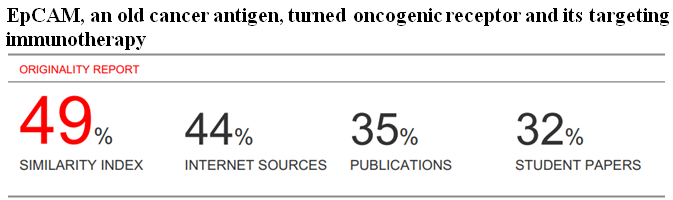 EpCAM, an old cancer antigen, turned oncogenic receptor and its targeting
immunotherapy
ORIGINALITY REPORT
49% 44% 35% 32%
SIMILARITY INDEX INTERNET SOURCES PUBLICATIONS STUDENT PAPERS